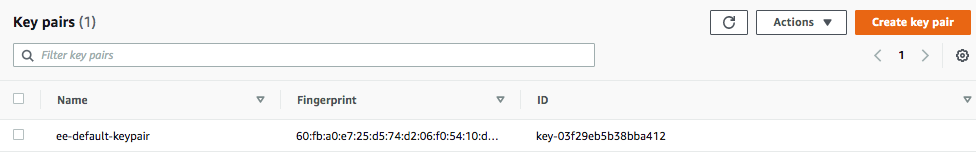 Key pairs (1)
Actions
Create key pair
Filter key pairs
1
Name Fingerprint ID
ee-default-keypair 60:fb:a0:e7:25:d5:74:d2:06:f0:54:10:d... key-03f29eb5b38bba412